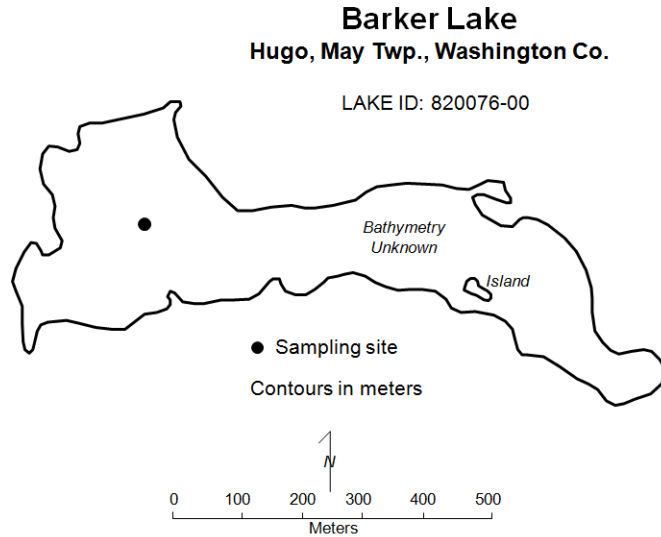 Barker Lake
Hugo, May Twp., Washington Co.
LAKE ID: 820076-00
Bathymetry
Unknown
Island
Sampling site
Contours in meters
N
0 100 200 300 400 500
Meters